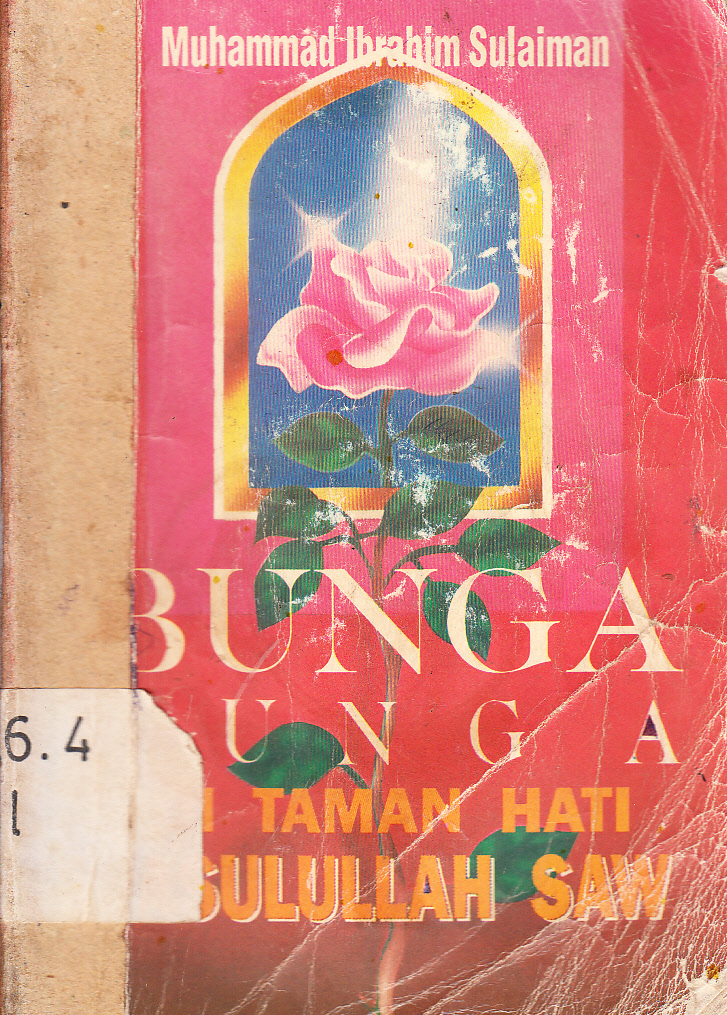 Muhammad Ibrahim Sulaiman
BUNGA
UNGA
I TAMAN HATI
SULULLAH SAW
6.4
I